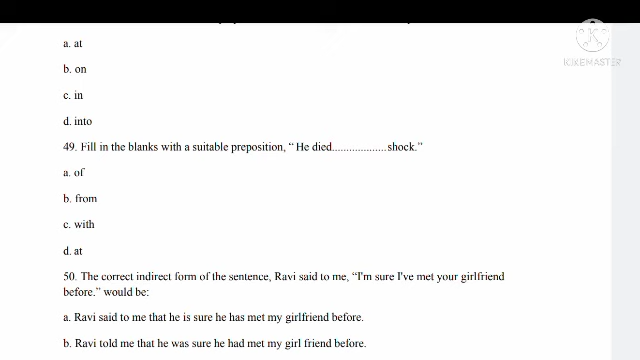 K
KINEMASTER
a. at
b. on
c. in
d. into
49. Fill in the blanks with a suitable preposition, “ He died...................shock.”
a. of
b. from
c. with
d. at
50. The correct indirect form of the sentence, Ravi said to me, “I'm sure I've met your girlfriend
before.” would be:
a. Ravi said to me that he is sure he has met my girlfriend before.
b. Ravi told me that he was sure he had met my girl friend before.